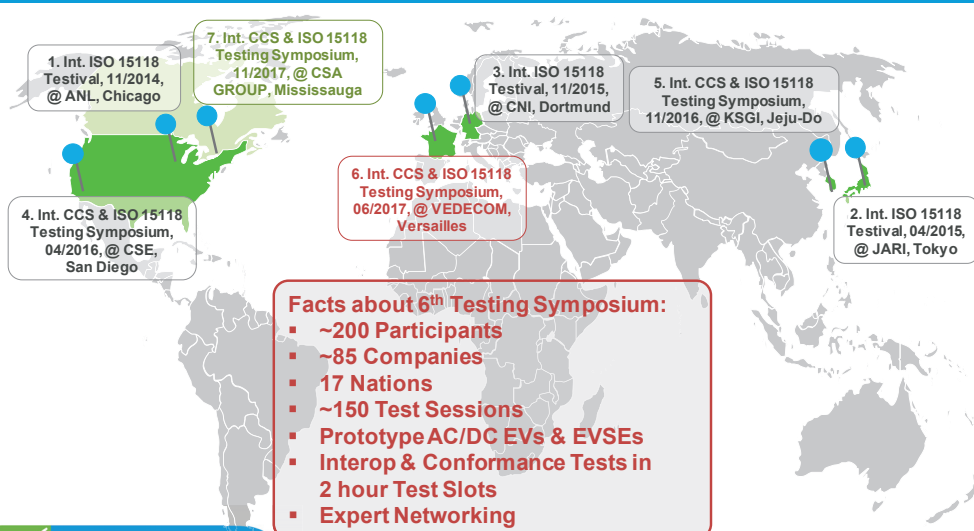 1. Int. ISO 15118
Testival, 11/2014,
@ ANL, Chicago
7. Int. CCS & ISO 15118
Testing Symposium,
11/2017, @ CSA
GROUP, Mississauga
3. Int. ISO 15118
Testival, 11/2015,
@ CNI, Dortmund
5. Int. CCS & ISO 15118
Testing Symposium,
11/2016, @ KSGI, Jeju-Do
4. Int. CCS & ISO 15118
Testing Symposium,
04/2016, @ CSE,
San Diego
6. Int. CCS & ISO 15118
Testing Symposium,
06/2017, @ VEDECOM,
Versailles
2. Int. ISO 15118
Testival, 04/2015,
@ JARI, Tokyo
Facts about 6th Testing Symposium:
▪ ~200 Participants
▪ ~85 Companies
▪ 17 Nations
▪ ~150 Test Sessions
▪ Prototype AC/DC EVs & EVSEs
▪ Interop & Conformance Tests in
2 hour Test Slots
▪ Expert Networking